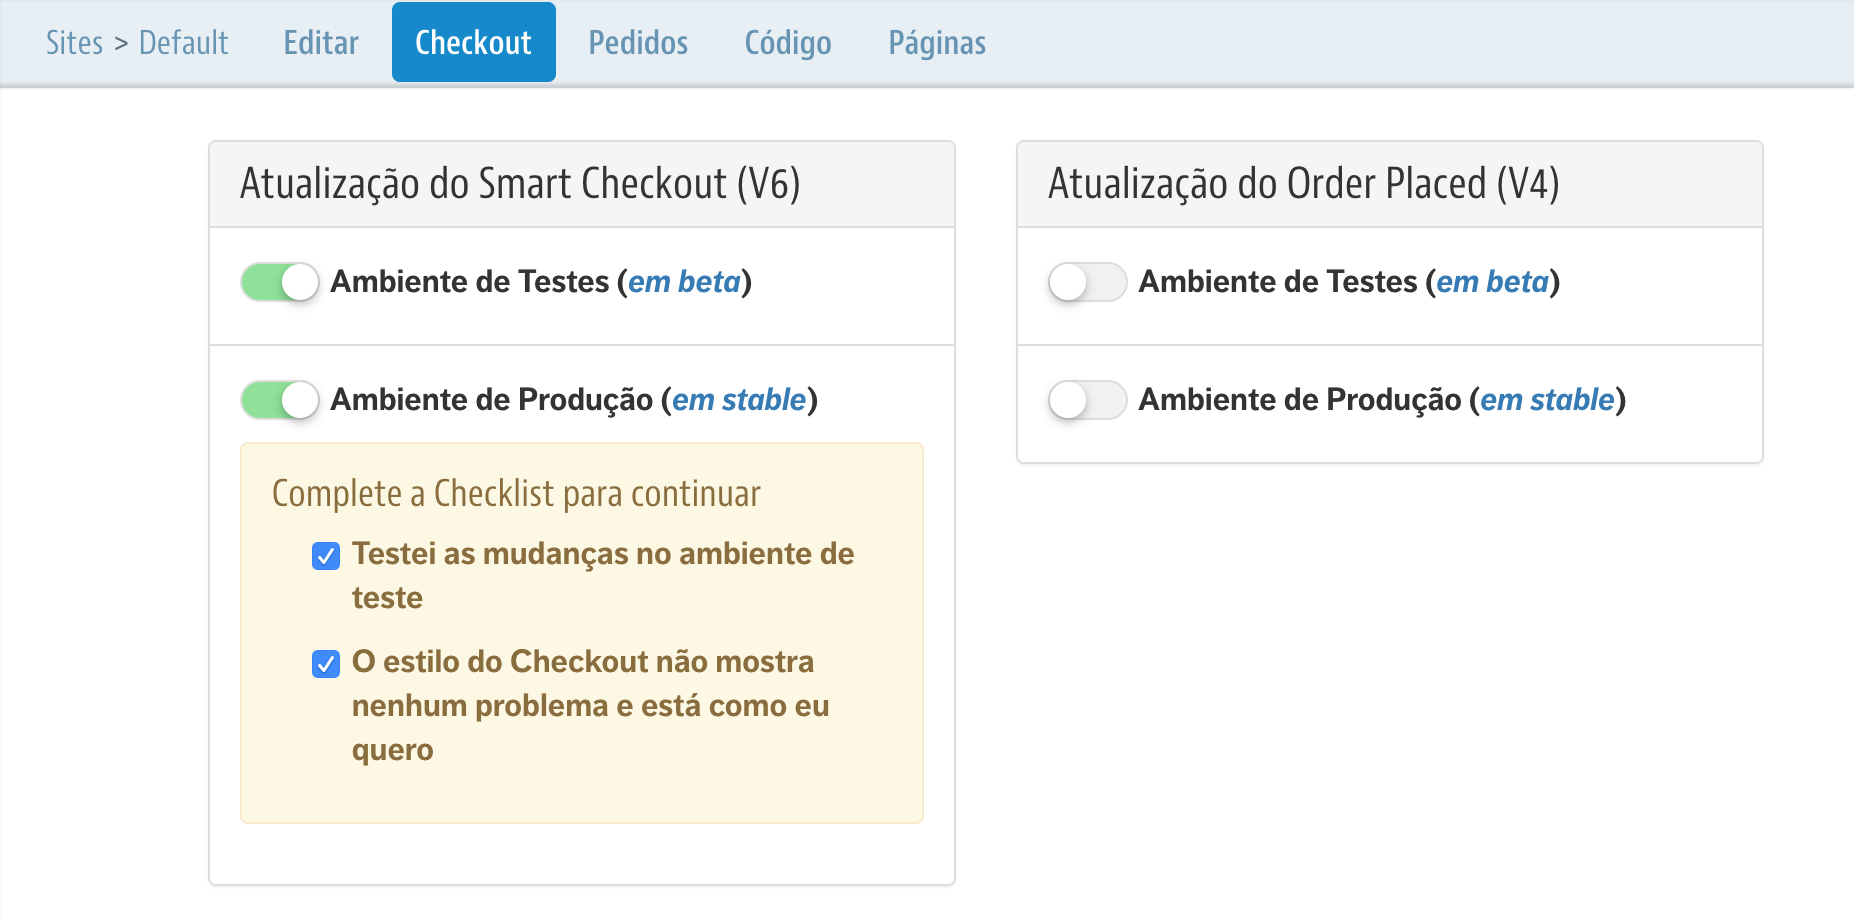 Sites > Default Editar Checkout Pedidos Código Páginas
Atualização do Smart Checkout (V6)
Ambiente de Testes (em beta)
Ambiente de Produção (em stable)
Complete a Checklist para continuar
Testei as mudanças no ambiente de
teste
O estilo do Checkout não mostra
nenhum problema e está como eu
quero
Atualização do Order Placed (V4)
Ambiente de Testes (em beta)
Ambiente de Produção (em stable)